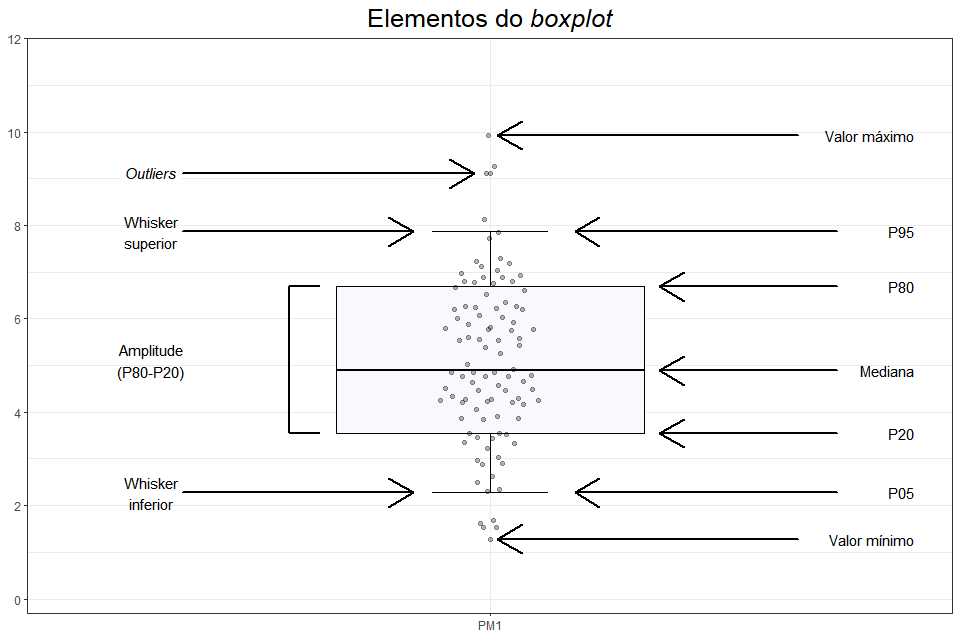 Elementos do boxplot
12
10
8
6
4
2
0
Valor máximo
Outliers
Whisker
superior
P95
P80
Amplitude
(P80-P20)
Mediana
P20
Whisker
inferior
P05
Valor mínimo
PM1